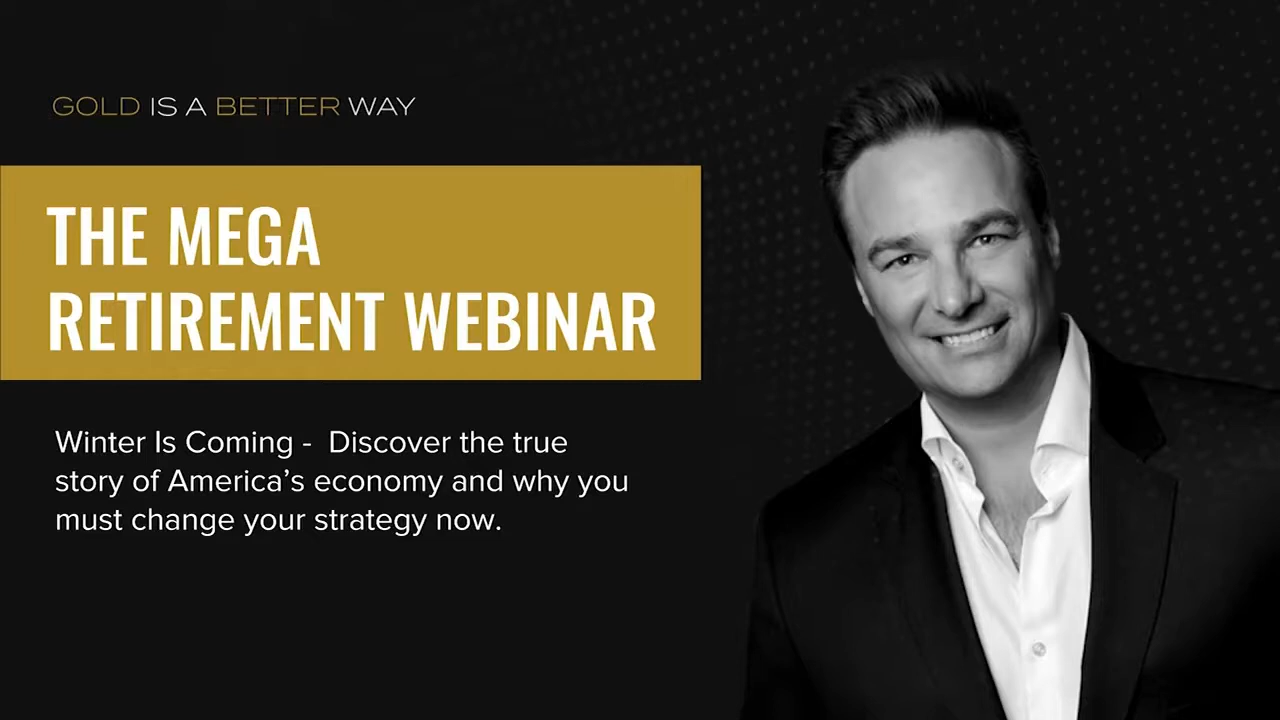 GOLD IS A BETTER WAY
THE MEGA
RETIREMENT WEBINAR
Winter Is Coming -  Discover the true
story of America’s economy and why you
must change your strategy now.